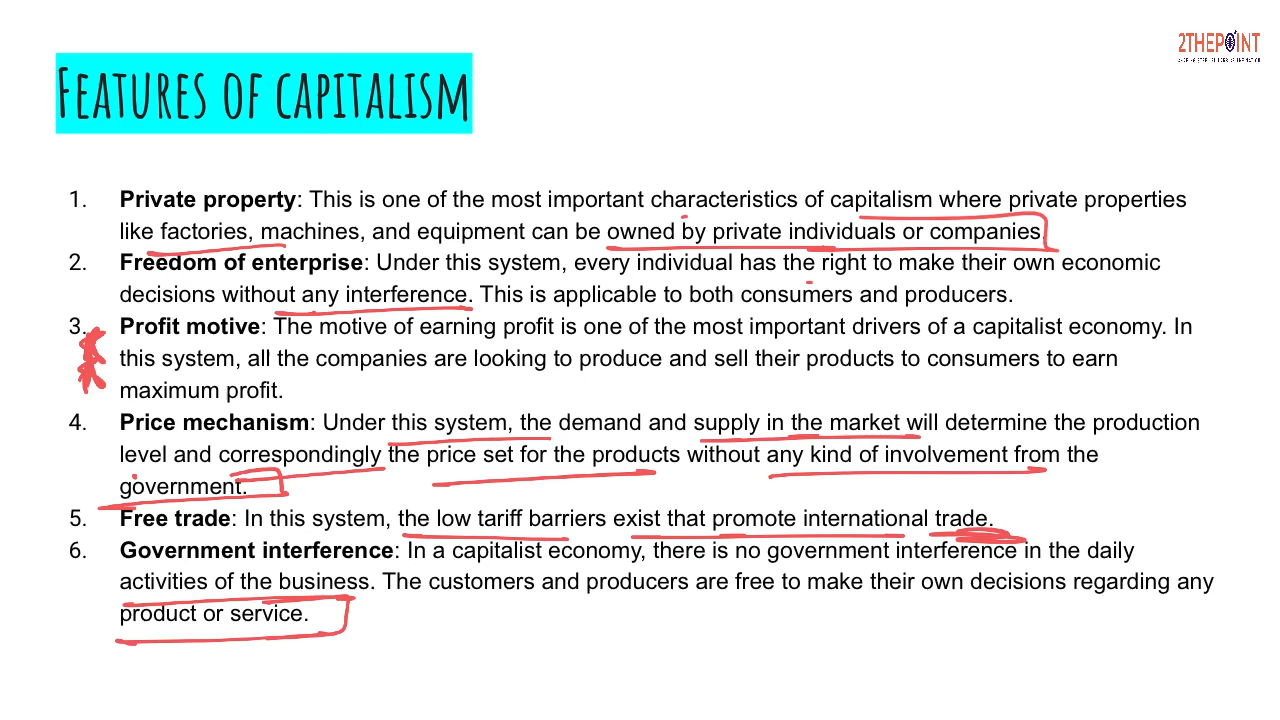 2THEPOINT
FEATURES OF CAPITALISM
1. Private property: This is one of the most important characteristics of capitalism where private properties
like factories, machines, and equipment can be owned by private individuals or companies.
2. Freedom of enterprise: Under this system, every individual has the right to make their own economic
decisions without any interference. This is applicable to both consumers and producers.
3. Profit motive: The motive of earning profit is one of the most important drivers of a capitalist economy. In
this system, all the companies are looking to produce and sell their products to consumers to earn
maximum profit.
4. Price mechanism: Under this system, the demand and supply in the market will determine the production
level and correspondingly the price set for the products without any kind of involvement from the
government.
5. Free trade: In this system, the low tariff barriers exist that promote international trade.
6. Government interference: In a capitalist economy, there is no government interference in the daily
activities of the business. The customers and producers are free to make their own decisions regarding any
product or service.